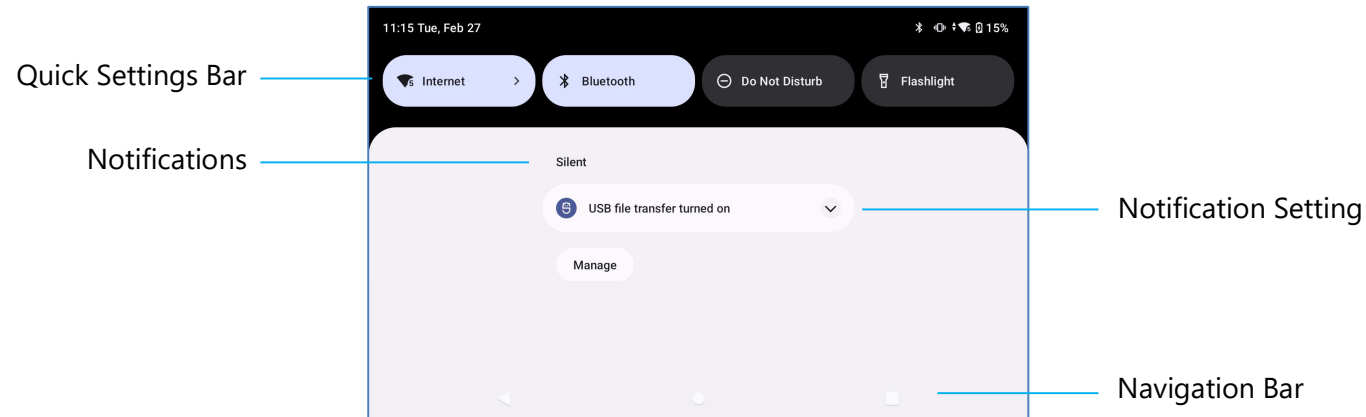 11:15 Tue, Feb 27 15%
Quick Settings Bar
5 Internet Bluetooth Do Not Disturb Flashlight
Notifications
Silent
USB file transfer turned on
Notification Setting
Manage
Navigation Bar